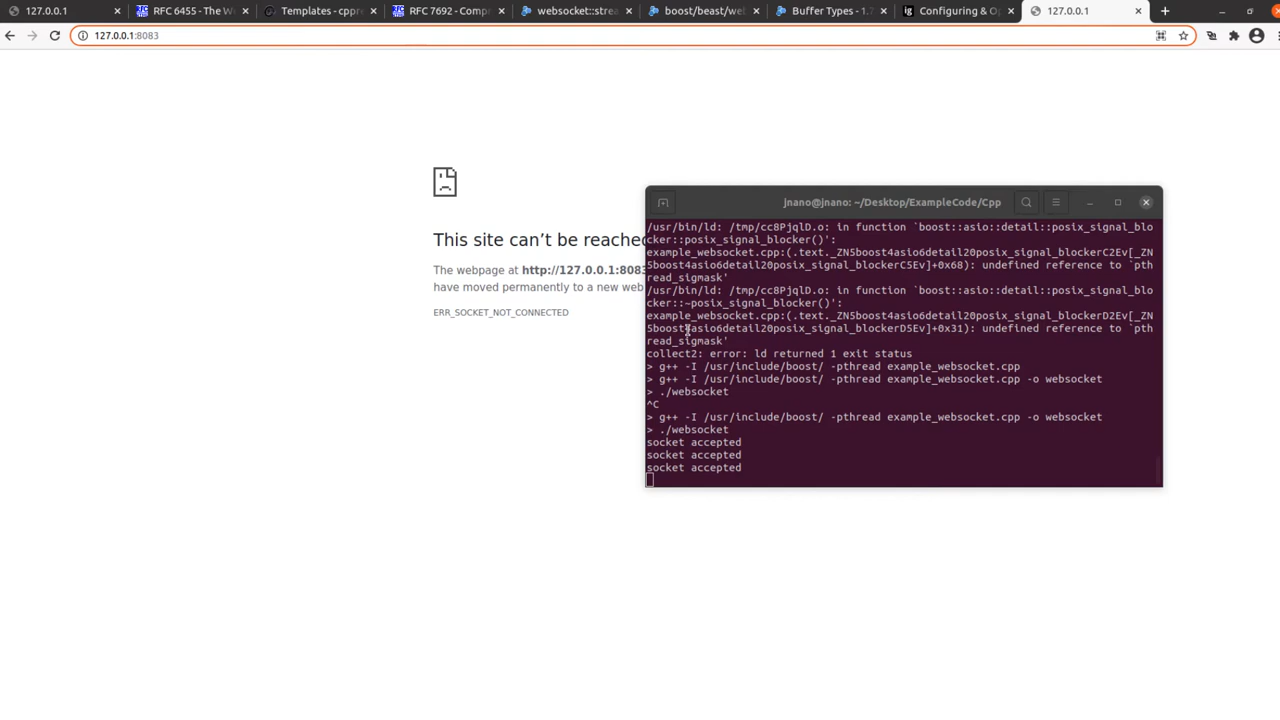 127.0.0.1
RFC 6455 - The W
Templates - cppre
RFC 7692 - Comp
websocket::strea
boost/beast/we
Buffer Types - 1.7
Configuring & Op
127.0.0.1
127.0.0.1:8083
This site can't be reached
The webpage at http://127.0.0.1:8083
have moved permanently to a new web
ERR_SOCKET_NOT_CONNECTED
jnano@jnano: ~/Desktop/ExampleCode/Cpp
/usr/bin/ld: /tmp/cc8PjqlD.o: in function `boost::asio::detail::posix_signal_blo
cker::posix_signal_blocker()':
example_websocket.cpp:(.text._ZN5boost4asio6detail20posix_signal_blockerC2Ev[_ZN
5boost4asio6detail20posix_signal_blockerC5Ev]+0x68): undefined reference to `pth
read_sigmask'
/usr/bin/ld: /tmp/cc8PjqlD.o: in function `boost::asio::detail::posix_signal_blo
cker::~posix_signal_blocker()':
example_websocket.cpp:(.text._ZN5boost4asio6detail20posix_signal_blockerD2Ev[_ZN
5boost4asio6detail20posix_signal_blockerD5Ev]+0x31): undefined reference to `pth
read_sigmask'
collect2: error: ld returned 1 exit status
> g++ -I /usr/include/boost/ -pthread example_websocket.cpp
> g++ -I /usr/include/boost/ -pthread example_websocket.cpp -o websocket
> ./websocket
^C
> g++ -I /usr/include/boost/ -pthread example_websocket.cpp -o websocket
> ./websocket
socket accepted
socket accepted
socket accepted